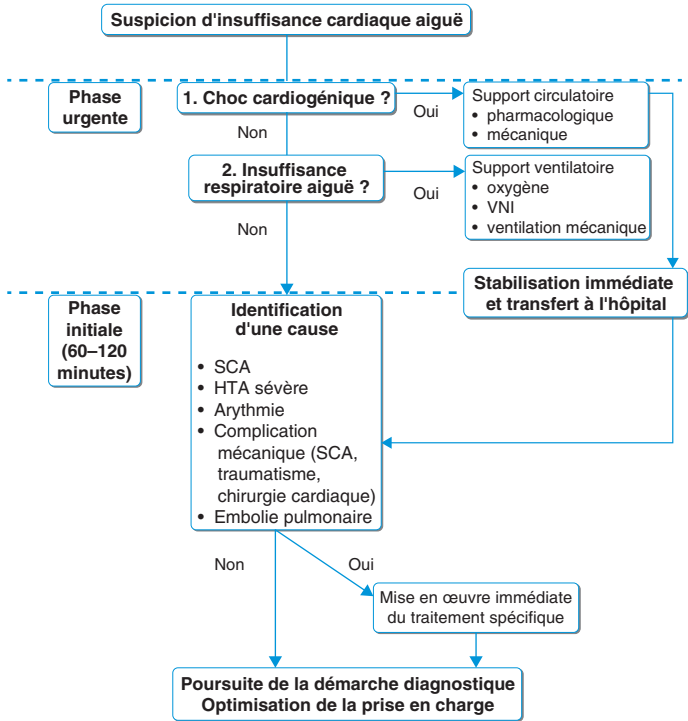 Suspicion d'insuffisance cardiaque aiguë
Phase
urgente
1. Choc cardiogénique ?
Oui
Non
Support circulatoire
• pharmacologique
• mécanique
2. Insuffisance
respiratoire aiguë ?
Oui
Non
Support ventilatoire
• oxygène
• VNI
• ventilation mécanique
Stabilisation immédiate
et transfert à l'hôpital
Phase
initiale
(60–120
minutes)
Identification
d'une cause
• SCA
• HTA sévère
• Arythmie
• Complication
mécanique (SCA,
traumatisme,
chirurgie cardiaque)
• Embolie pulmonaire
Non
Oui
Mise en œuvre immédiate
du traitement spécifique
Poursuite de la démarche diagnostique
Optimisation de la prise en charge